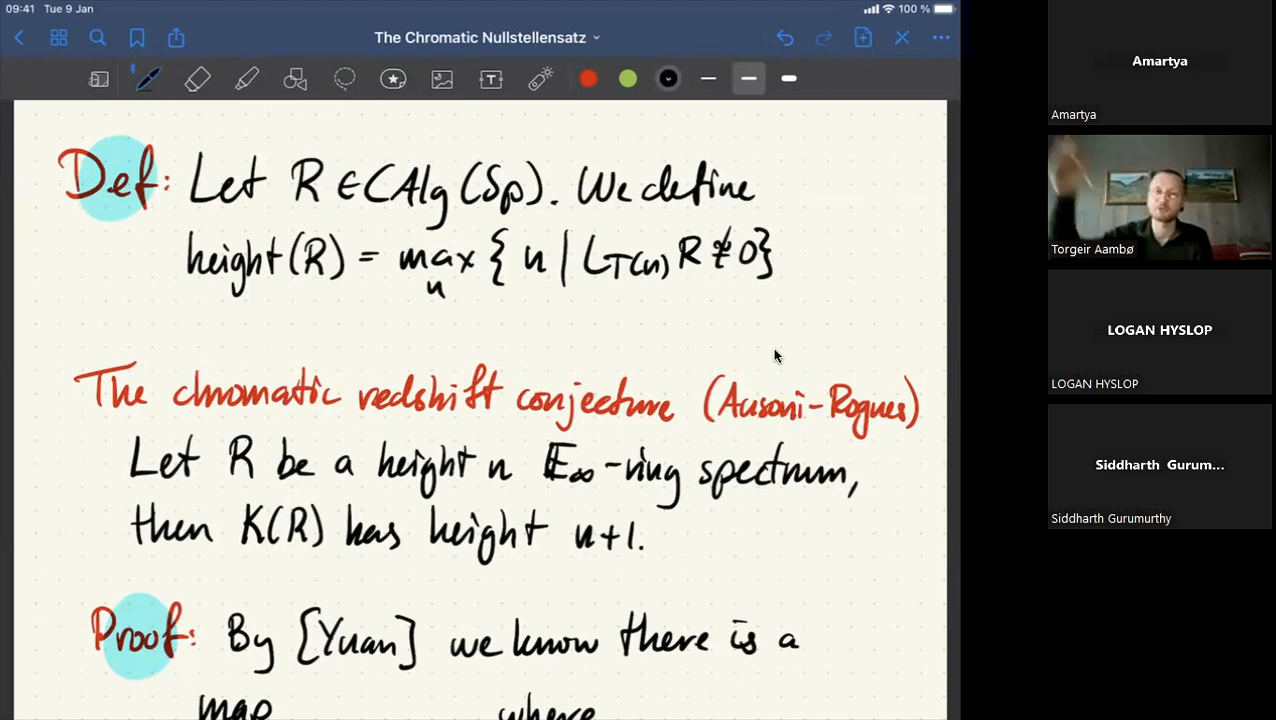 09:41 Tue 9 Jan
100 %
The Chromatic Nullstellensatz
Def: Let R ∈ CAlg(Sp). We define
height(R) = max { n | L_T(n) R ≄ 0}
n
The chromatic redshift conjecture (Ausoni-Rognes)
Let R be a height n E∞-ring spectrum,
then K(R) has height n+1.
Proof: By [Yuan] we know there is a
map where
Amartya
Amartya
Torgeir Aambø
LOGAN HYSLOP
LOGAN HYSLOP
Siddharth Gurum...
Siddharth Gurumurthy